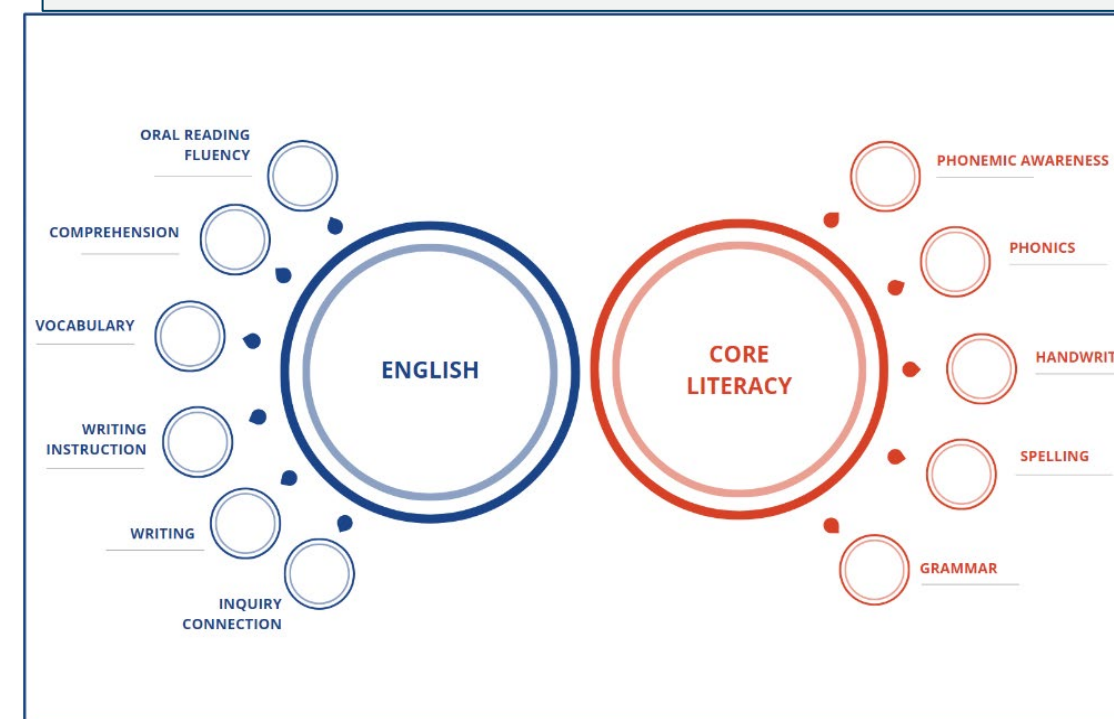 ORAL READING
FLUENCY
COMPREHENSION
VOCABULARY
WRITING
INSTRUCTION
WRITING
INQUIRY
CONNECTION
ENGLISH
CORE
LITERACY
PHONEMIC AWARENESS
PHONICS
HANDWRIT
SPELLING
GRAMMAR